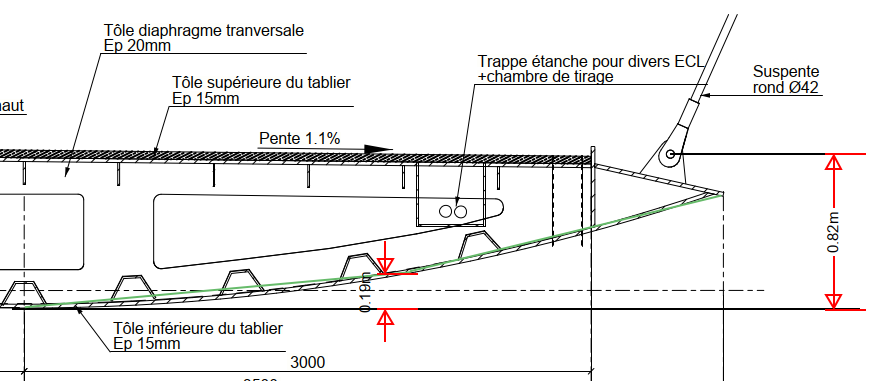 Tôle diaphragme tranversale
Ep 20mm
Trappe étanche pour divers ECL
+chambre de tirage
Suspente
rond Ø42
Tôle supérieure du tablier
Ep 15mm
haut
Pente 1.1%
0.82m
0.19m
Tôle inférieure du tablier
Ep 15mm
3000